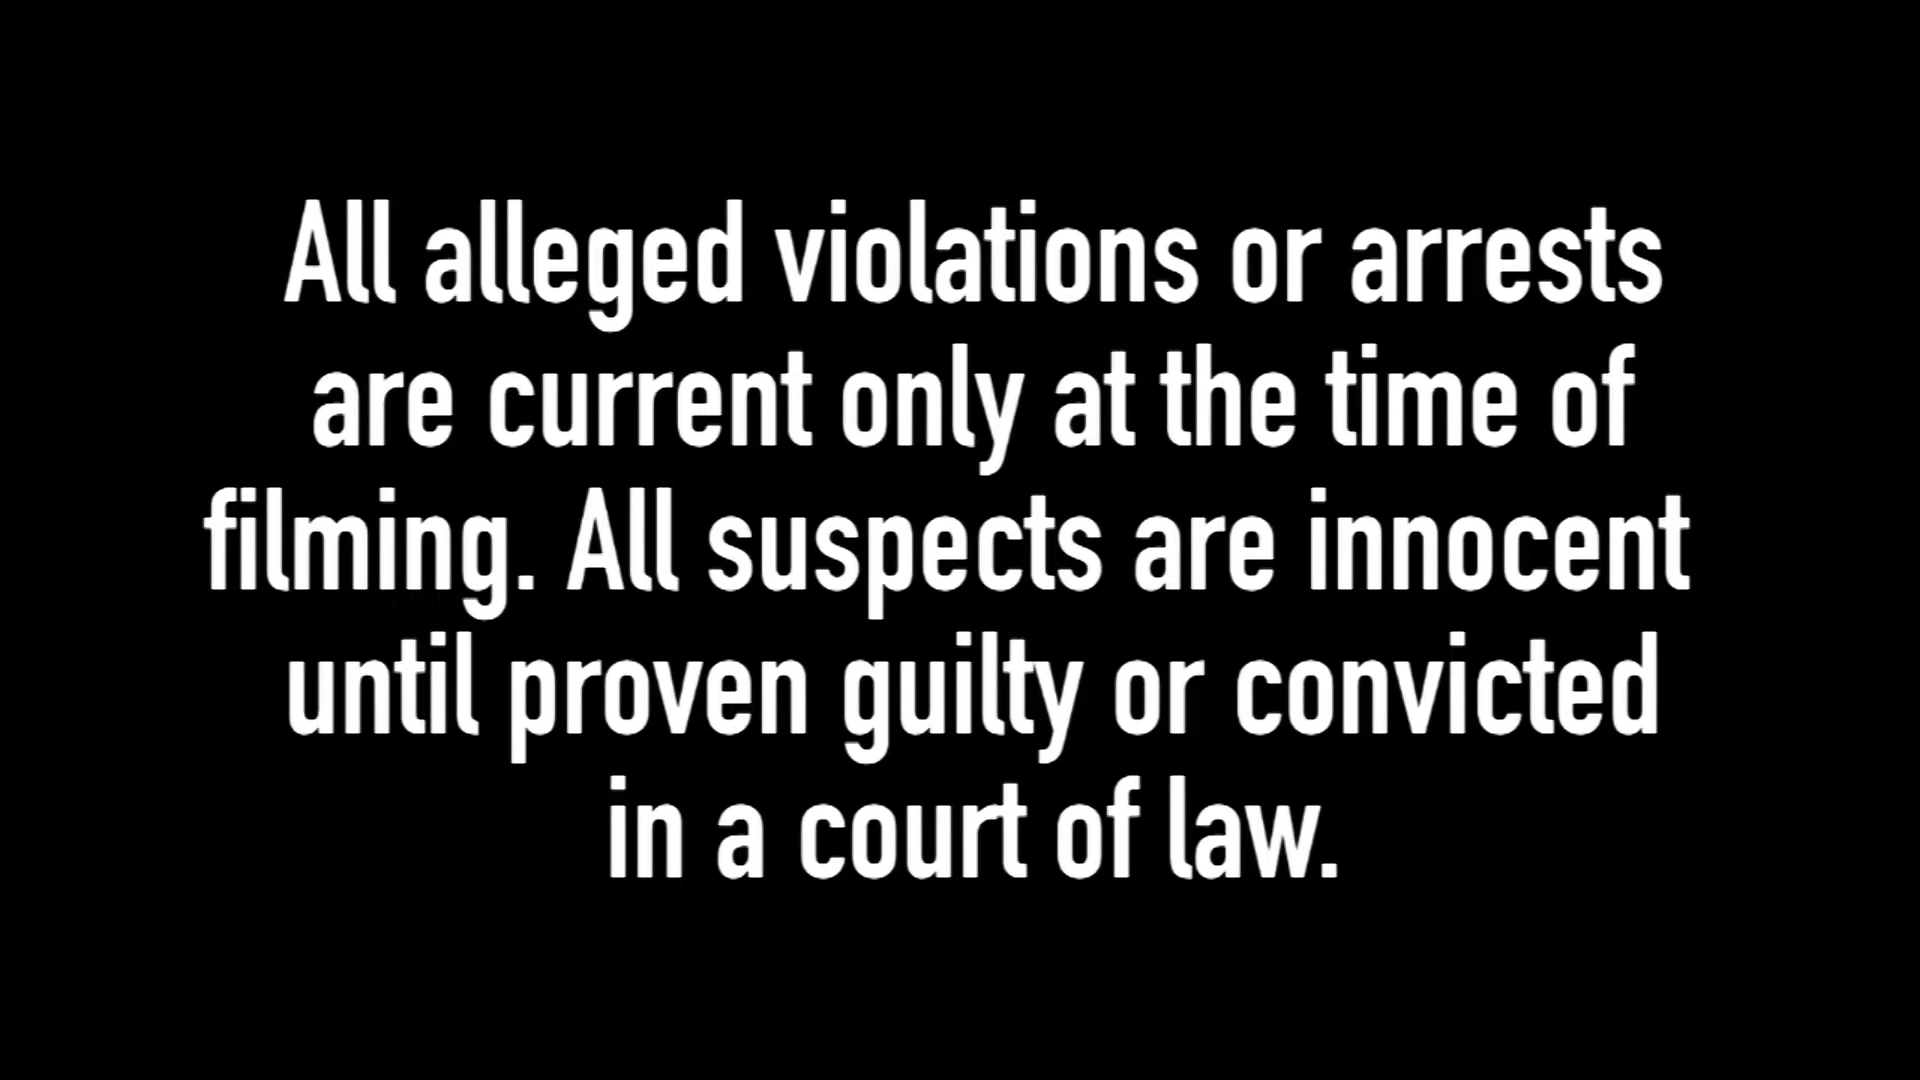 All alleged violations or arrests
are current only at the time of
filming. All suspects are innocent
until proven guilty or convicted
in a court of law.